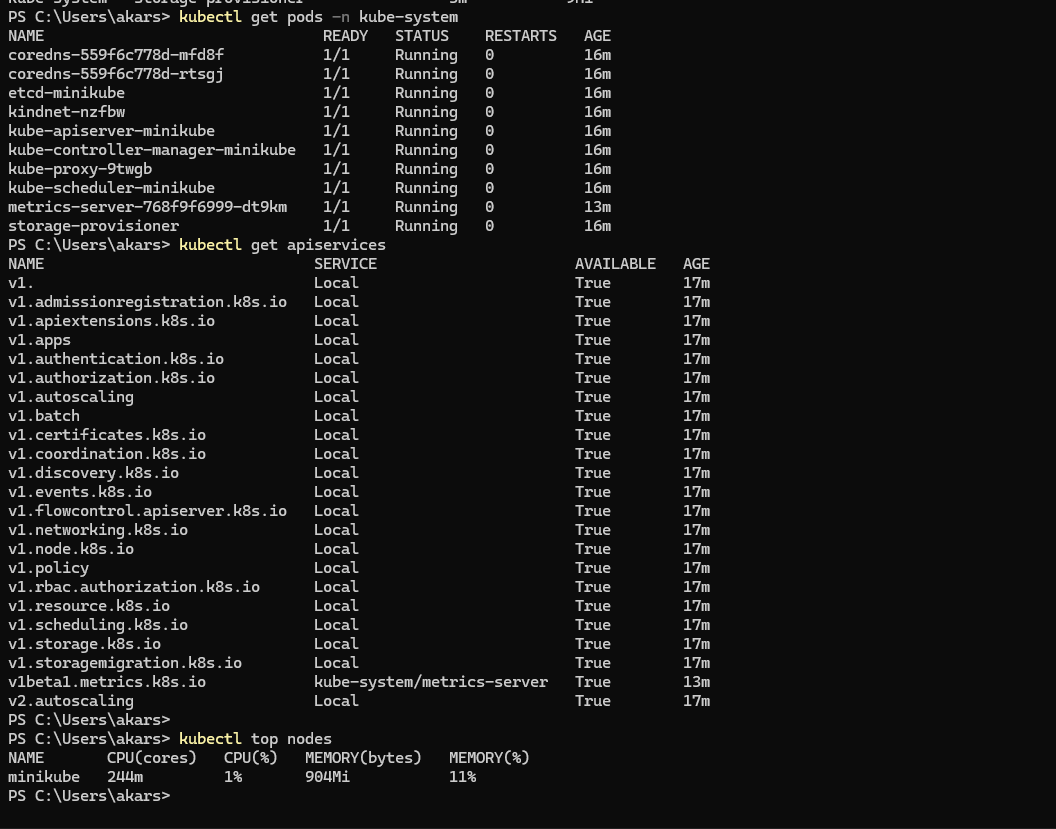 kube-system   storage-provisioner                3m           9Mi
PS C:\Users\akars> kubectl get pods -n kube-system
NAME                               READY   STATUS    RESTARTS   AGE
coredns-559f6c778d-mfd8f           1/1     Running   0          16m
coredns-559f6c778d-rtsgj           1/1     Running   0          16m
etcd-minikube                      1/1     Running   0          16m
kindnet-nzfbw                      1/1     Running   0          16m
kube-apiserver-minikube            1/1     Running   0          16m
kube-controller-manager-minikube   1/1     Running   0          16m
kube-proxy-9twgb                   1/1     Running   0          16m
kube-scheduler-minikube            1/1     Running   0          16m
metrics-server-768f9f6999-dt9km    1/1     Running   0          13m
storage-provisioner                1/1     Running   0          16m
PS C:\Users\akars> kubectl get apiservices
NAME                              SERVICE                      AVAILABLE   AGE
v1.                               Local                        True        17m
v1.admissionregistration.k8s.io   Local                        True        17m
v1.apiextensions.k8s.io           Local                        True        17m
v1.apps                           Local                        True        17m
v1.authentication.k8s.io          Local                        True        17m
v1.authorization.k8s.io           Local                        True        17m
v1.autoscaling                    Local                        True        17m
v1.batch                          Local                        True        17m
v1.certificates.k8s.io            Local                        True        17m
v1.coordination.k8s.io            Local                        True        17m
v1.discovery.k8s.io               Local                        True        17m
v1.events.k8s.io                  Local                        True        17m
v1.flowcontrol.apiserver.k8s.io   Local                        True        17m
v1.networking.k8s.io              Local                        True        17m
v1.node.k8s.io                    Local                        True        17m
v1.policy                         Local                        True        17m
v1.rbac.authorization.k8s.io      Local                        True        17m
v1.resource.k8s.io                Local                        True        17m
v1.scheduling.k8s.io              Local                        True        17m
v1.storage.k8s.io                 Local                        True        17m
v1.storagemigration.k8s.io        Local                        True        17m
v1beta1.metrics.k8s.io            kube-system/metrics-server   True        13m
v2.autoscaling                    Local                        True        17m
PS C:\Users\akars>
PS C:\Users\akars> kubectl top nodes
NAME       CPU(cores)   CPU(%)   MEMORY(bytes)   MEMORY(%)
minikube   244m         1%       904Mi           11%
PS C:\Users\akars>